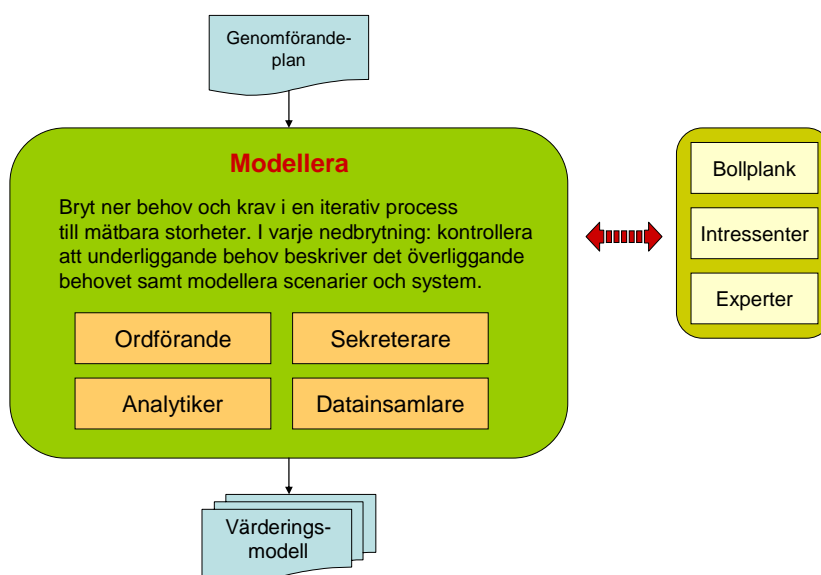 Genomförande-
plan
Modellera
Bryt ner behov och krav i en iterativ process
till mätbara storheter. I varje nedbrytning: kontrollera
att underliggande behov beskriver det överliggande
behovet samt modellera scenarier och system.
Ordförande
Sekreterare
Analytiker
Datainsamlare
Bollplank
Intressenter
Experter
Värderings-
modell